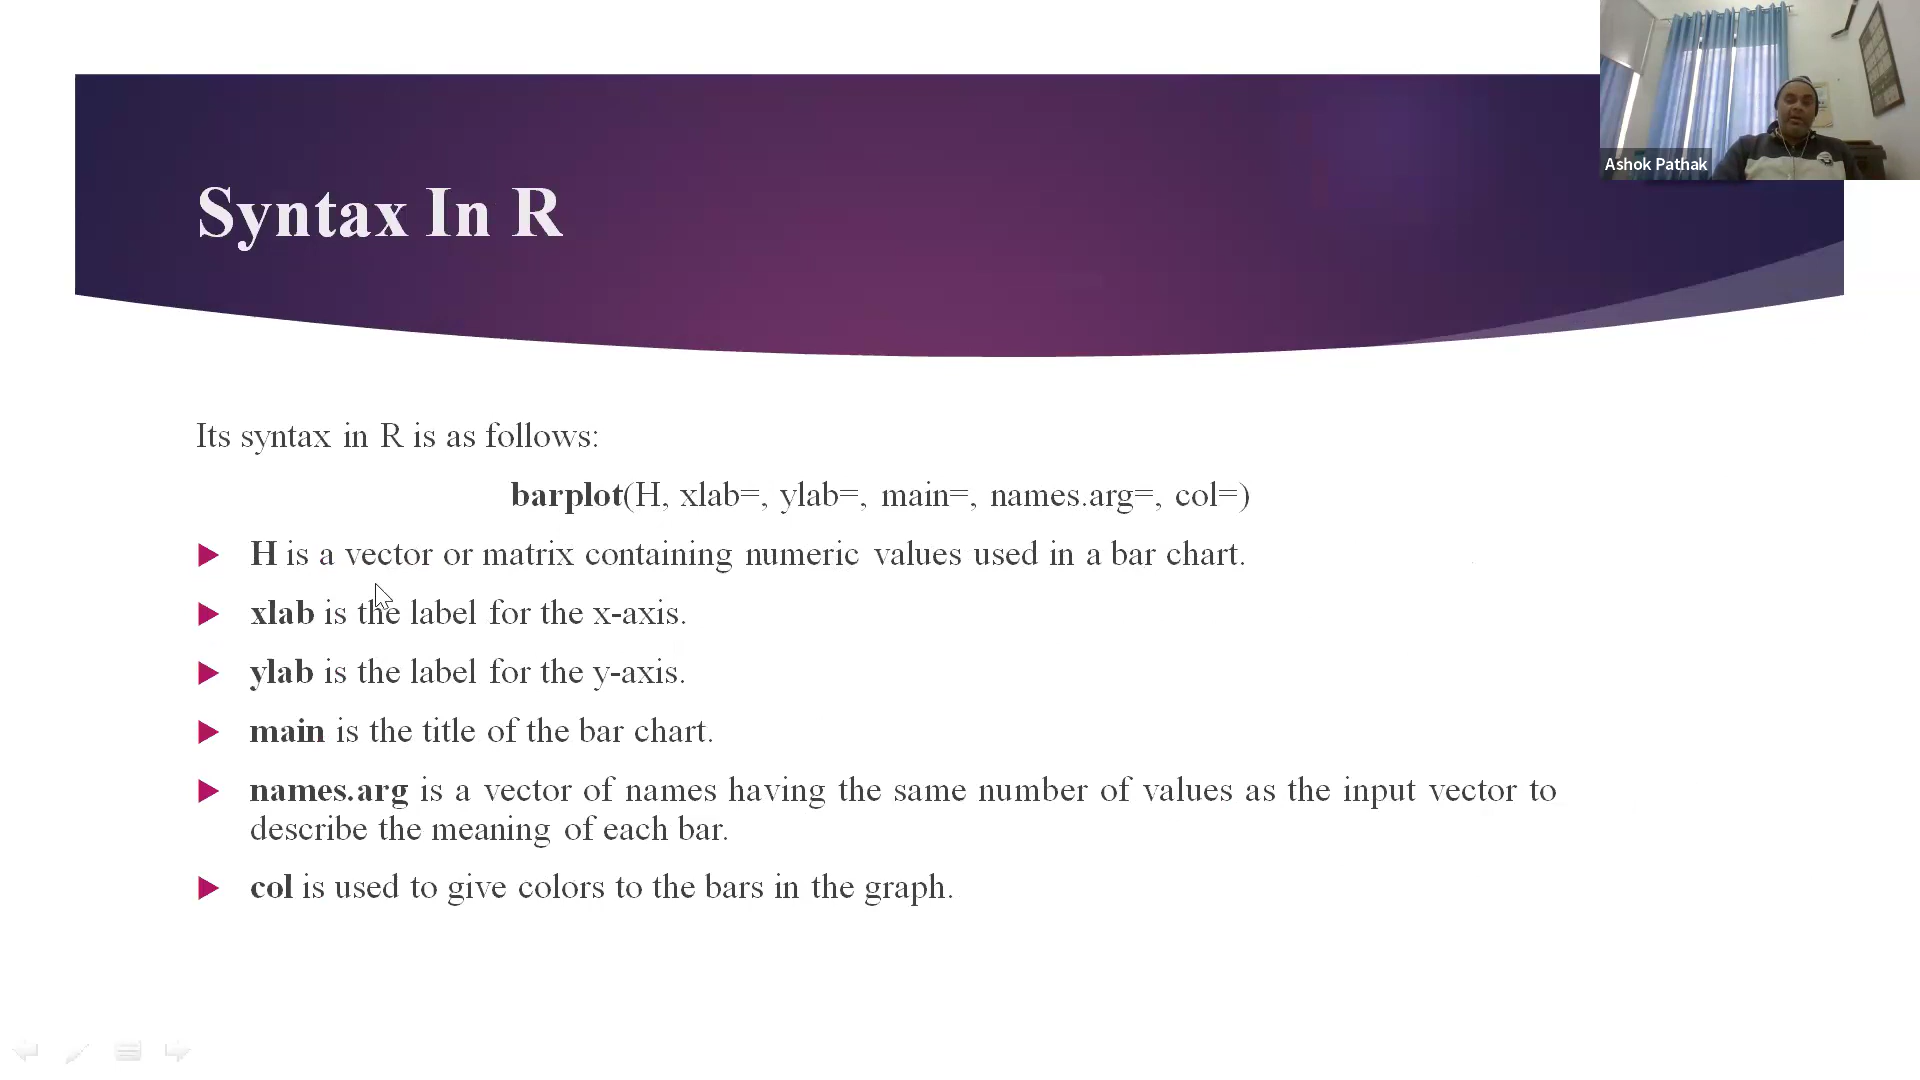 Ashok Pathak
Syntax In R
Its syntax in R is as follows:
barplot(H, xlab=, ylab=, main=, names.arg=, col=)
H is a vector or matrix containing numeric values used in a bar chart.
xlab is the label for the x-axis.
ylab is the label for the y-axis.
main is the title of the bar chart.
names.arg is a vector of names having the same number of values as the input vector to
describe the meaning of each bar.
col is used to give colors to the bars in the graph.